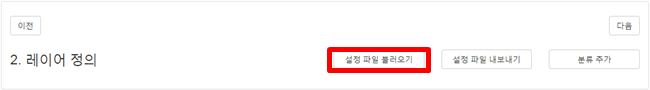 이전 다음
2. 레이어 정의 설정 파일 불러오기 설정 파일 내보내기 분류 추가